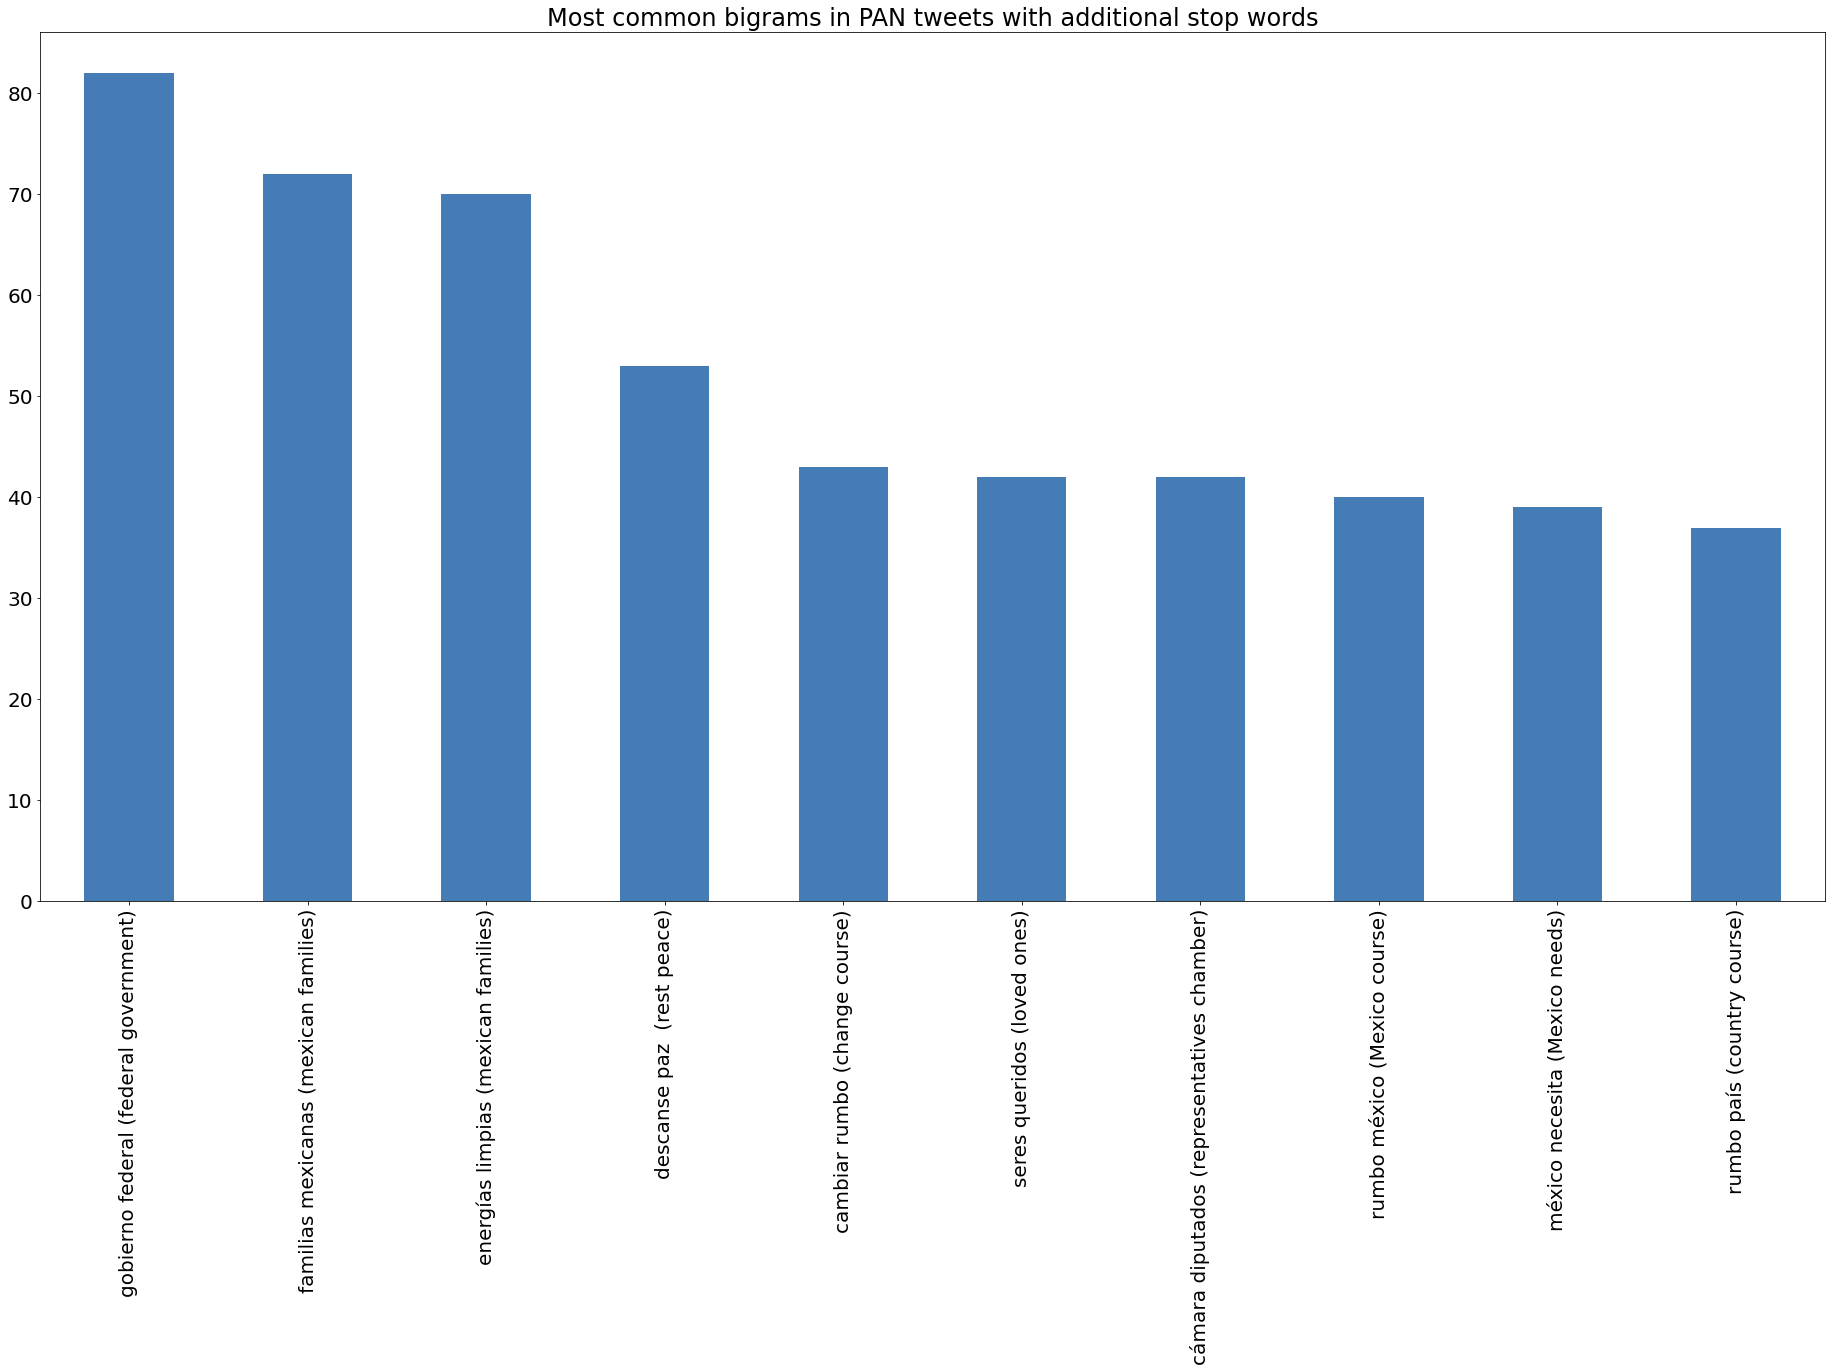 Most common bigrams in PAN tweets with additional stop words
80
70
60
50
40
30
20
10
0
gobierno federal (federal government)
familias mexicanas (mexican families)
energías limpias (mexican families)
descanse paz  (rest peace)
cambiar rumbo (change course)
seres queridos (loved ones)
cámara diputados (representatives chamber)
rumbo méxico (Mexico course)
méxico necesita (Mexico needs)
rumbo país (country course)